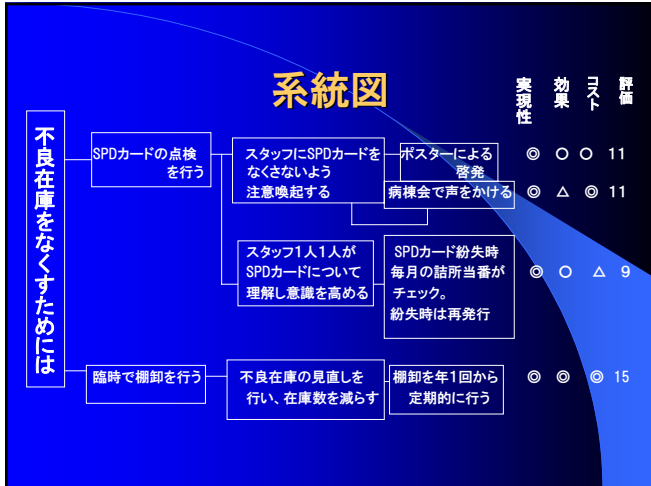 系統図
実現性
効果
コスト
評価
不良在庫をなくすためには
SPDカードの点検
を行う
スタッフにSPDカードを
なくさないよう
注意喚起する
ポスターによる
啓発
◎ ○ ○ 11
病棟会で声をかける
◎ △ ◎ 11
スタッフ1人1人が
SPDカードについて
理解し意識を高める
SPDカード紛失時
毎月の詰所当番が
チェック。
紛失時は再発行
◎ ○ △ 9
臨時で棚卸を行う
不良在庫の見直しを
行い、在庫数を減らす
棚卸を年1回から
定期的に行う
◎ ◎ ◎ 15